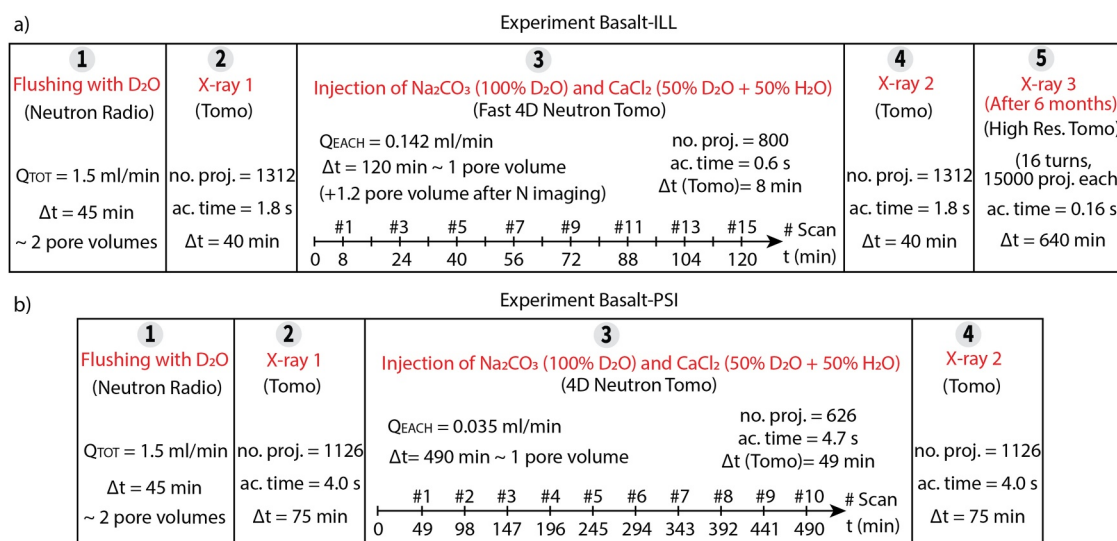 a)
Experiment Basalt-ILL
1
Flushing with D₂O
(Neutron Radio)
QTOT = 1.5 ml/min
Δt = 45 min
~ 2 pore volumes
2
X-ray 1
(Tomo)
no. proj. = 1312
ac. time = 1.8 s
Δt = 40 min
3
Injection of Na₂CO₃ (100% D₂O) and CaCl₂ (50% D₂O + 50% H₂O)
(Fast 4D Neutron Tomo)
QEACH = 0.142 ml/min
Δt = 120 min ~ 1 pore volume
(+1.2 pore volume after N imaging)
no. proj. = 800
ac. time = 0.6 s
Δt (Tomo)= 8 min
#1 #3 #5 #7 #9 #11 #13 #15 # Scan
0 8 24 40 56 72 88 104 120 t (min)
4
X-ray 2
(Tomo)
no. proj. = 1312
ac. time = 1.8 s
Δt = 40 min
5
X-ray 3
(After 6 months)
(High Res. Tomo)
(16 turns,
15000 proj. each)
ac. time = 0.16 s
Δt = 640 min
b)
Experiment Basalt-PSI
1
Flushing with D₂O
(Neutron Radio)
QTOT = 1.5 ml/min
Δt = 45 min
~ 2 pore volumes
2
X-ray 1
(Tomo)
no. proj. = 1126
ac. time = 4.0 s
Δt = 75 min
3
Injection of Na₂CO₃ (100% D₂O) and CaCl₂ (50% D₂O + 50% H₂O)
(4D Neutron Tomo)
QEACH = 0.035 ml/min
Δt= 490 min ~ 1 pore volume
no. proj. = 626
ac. time = 4.7 s
Δt (Tomo)= 49 min
#1 #2 #3 #4 #5 #6 #7 #8 #9 #10 # Scan
0 49 98 147 196 245 294 343 392 441 490 t (min)
4
X-ray 2
(Tomo)
no. proj. = 1126
ac. time = 4.0 s
Δt = 75 min